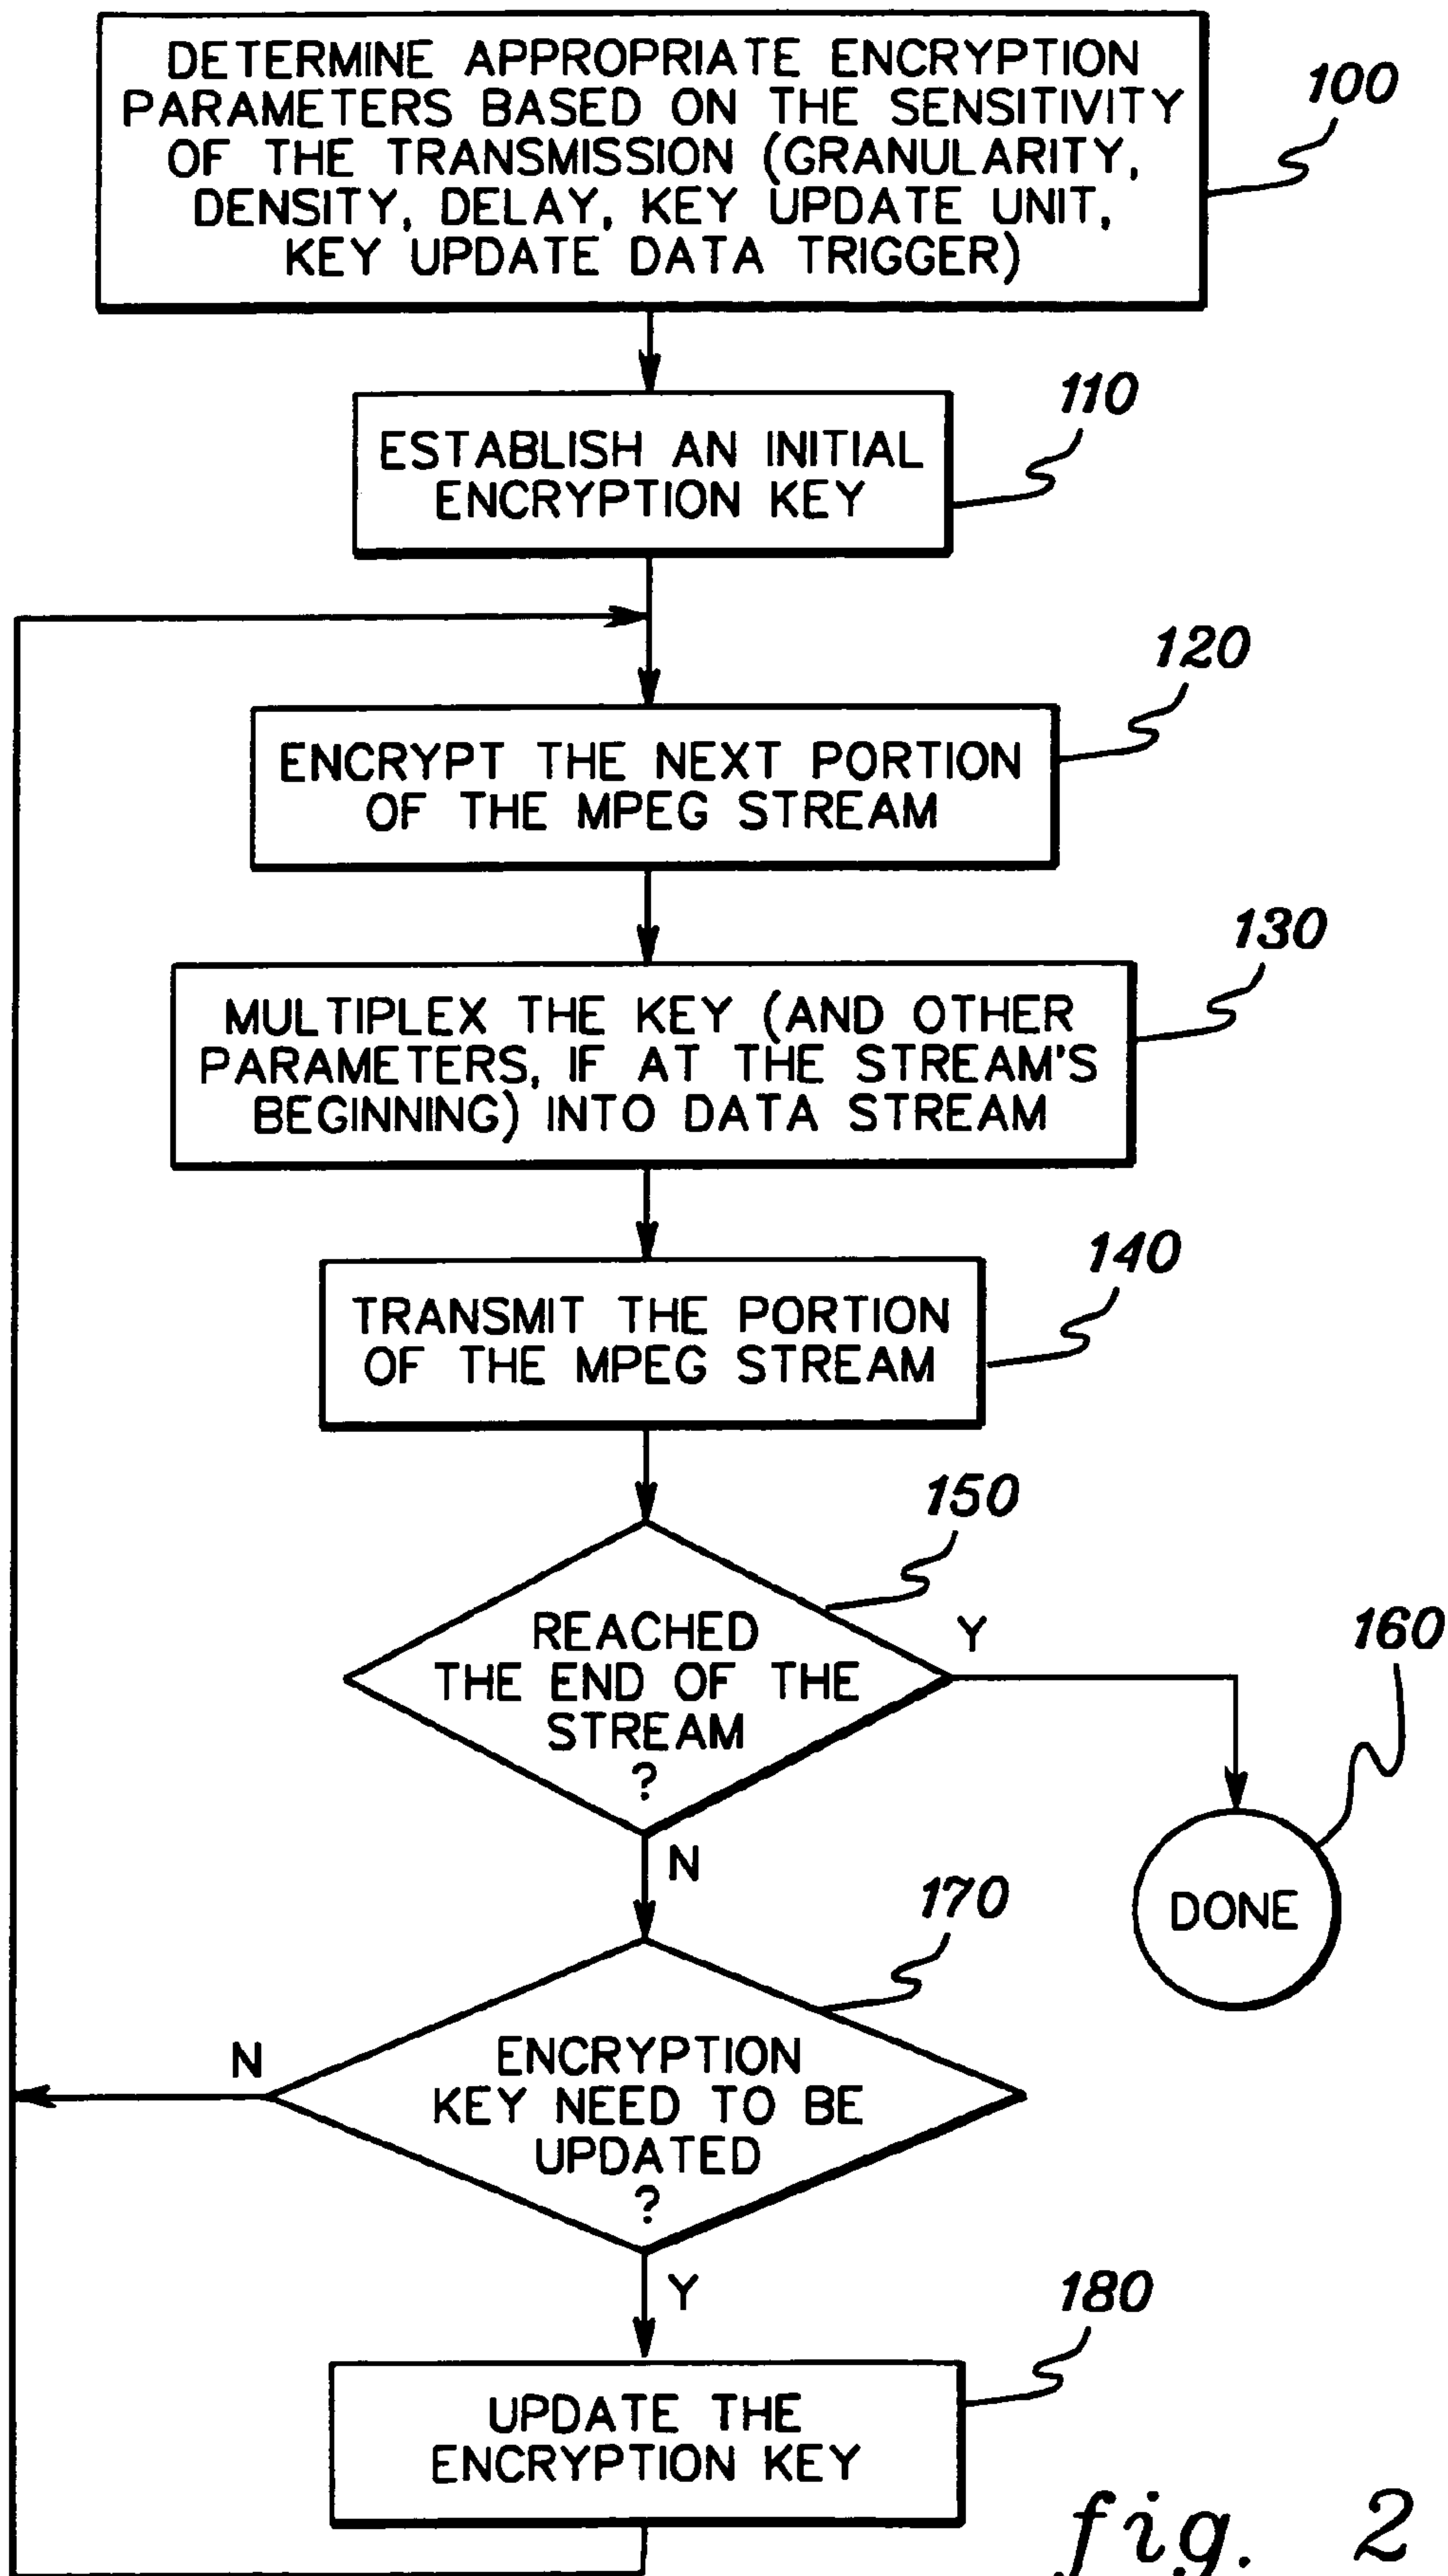 DETERMINE APPROPRIATE ENCRYPTION
PARAMETERS BASED ON THE SENSITIVITY
OF THE TRANSMISSION (GRANULARITY,
DENSITY, DELAY, KEY UPDATE UNIT,
KEY UPDATE DATA TRIGGER)
100
110
ESTABLISH AN INITIAL
ENCRYPTION KEY
120
ENCRYPT THE NEXT PORTION
OF THE MPEG STREAM
130
MULTIPLEX THE KEY (AND OTHER
PARAMETERS, IF AT THE STREAM'S
BEGINNING) INTO DATA STREAM
140
TRANSMIT THE PORTION
OF THE MPEG STREAM
150
REACHED
THE END OF THE
STREAM
?
Y
160
DONE
N
170
ENCRYPTION
KEY NEED TO BE
UPDATED
?
N
Y
180
UPDATE THE
ENCRYPTION KEY
fig. 2